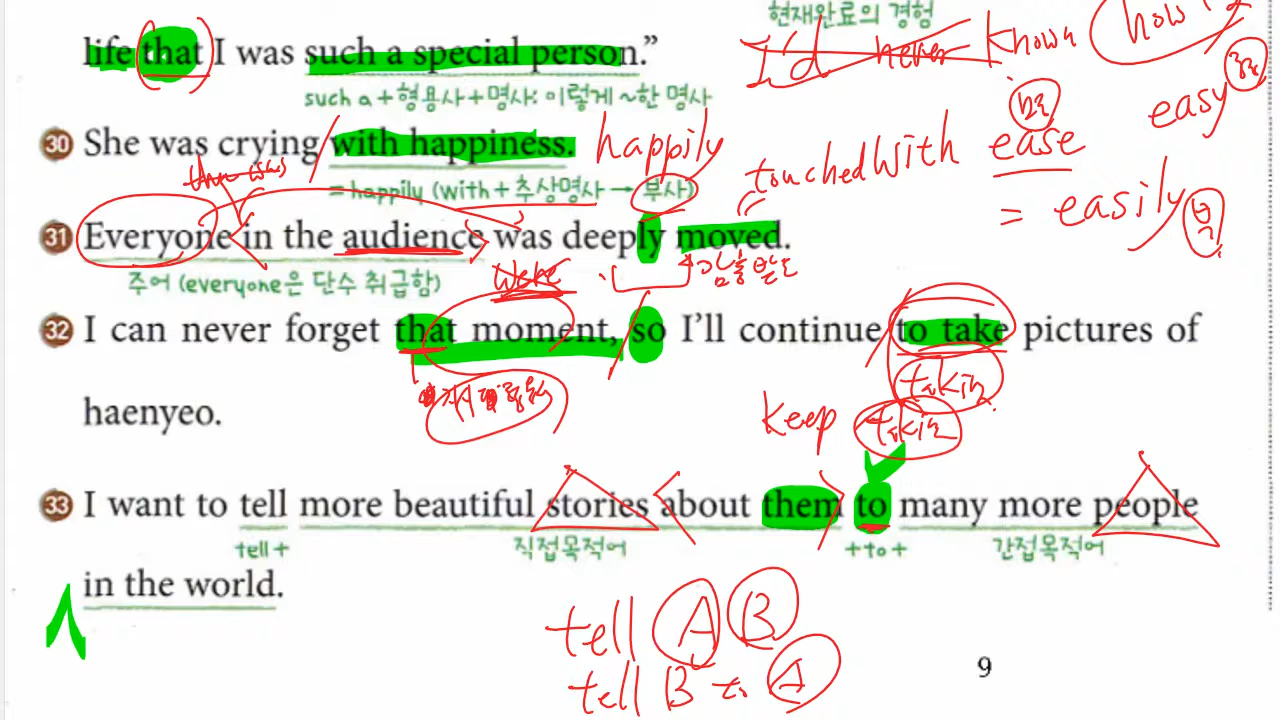 현재완료의 경험
I'd never known how
life that I was such a special person.”
such a + 형용사 + 명사: 이렇게 ~한 명사
easy
30 She was crying with happiness. happily
touched with ease
= happily (with + 추상명사 → 부사)
= easily
31 Everyone in the audience was deeply moved.
주어 (everyone은 단수 취급함)
were
32 I can never forget that moment, so I'll continue to take pictures of
taking
haenyeo.
keep taking
33 I want to tell more beautiful stories about them to many more people
tell + 직접목적어 + to + 간접목적어
in the world.
tell A B
tell B to A
9